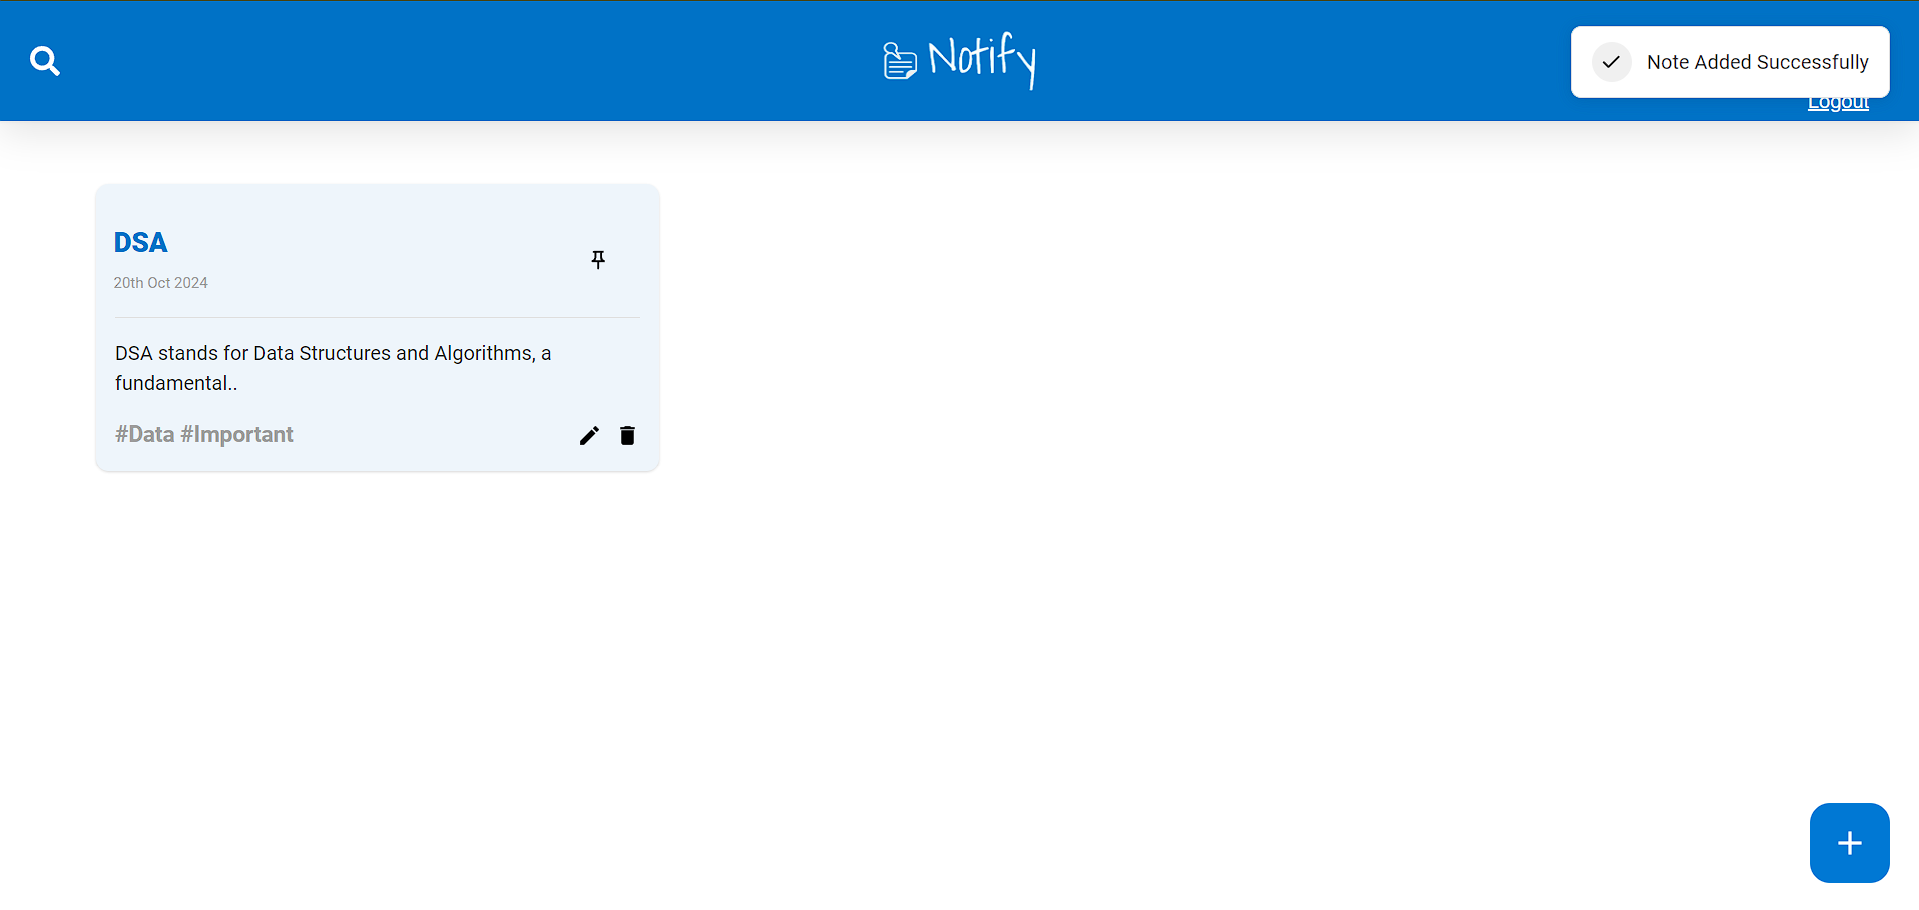 Notify
Note Added Successfully
Logout
DSA
20th Oct 2024
DSA stands for Data Structures and Algorithms, a
fundamental..
#Data #Important